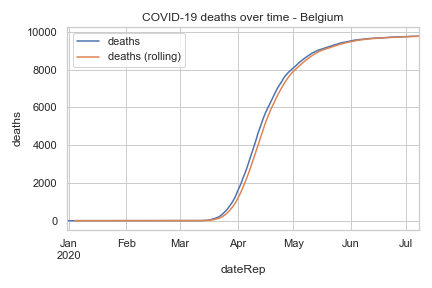 COVID-19 deaths over time - Belgium
deaths
deaths (rolling)
10000
8000
6000
4000
2000
0
deaths
Jan Feb Mar Apr May Jun Jul
2020
dateRep